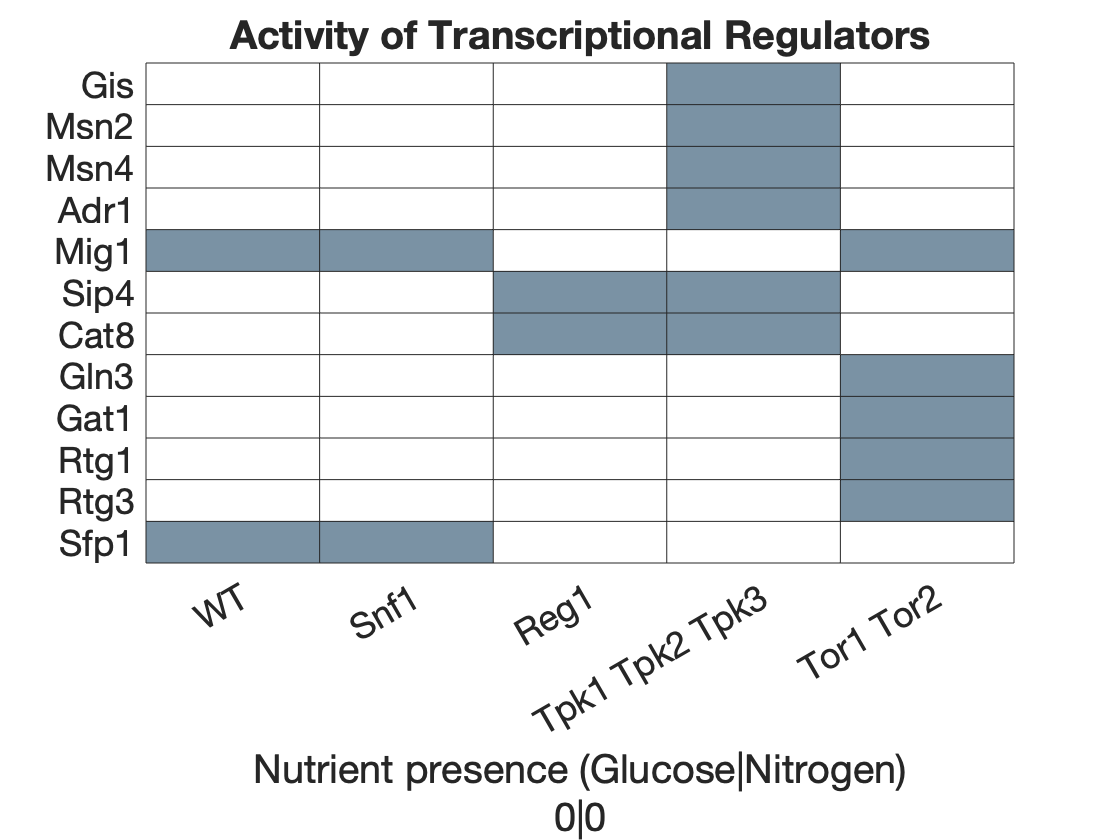 Activity of Transcriptional Regulators
Gis
Msn2
Msn4
Adr1
Mig1
Sip4
Cat8
Gln3
Gat1
Rtg1
Rtg3
Sfp1
WT
Snf1
Reg1
Tpk1 Tpk2 Tpk3
Tor1 Tor2
Nutrient presence (Glucose|Nitrogen)
0|0